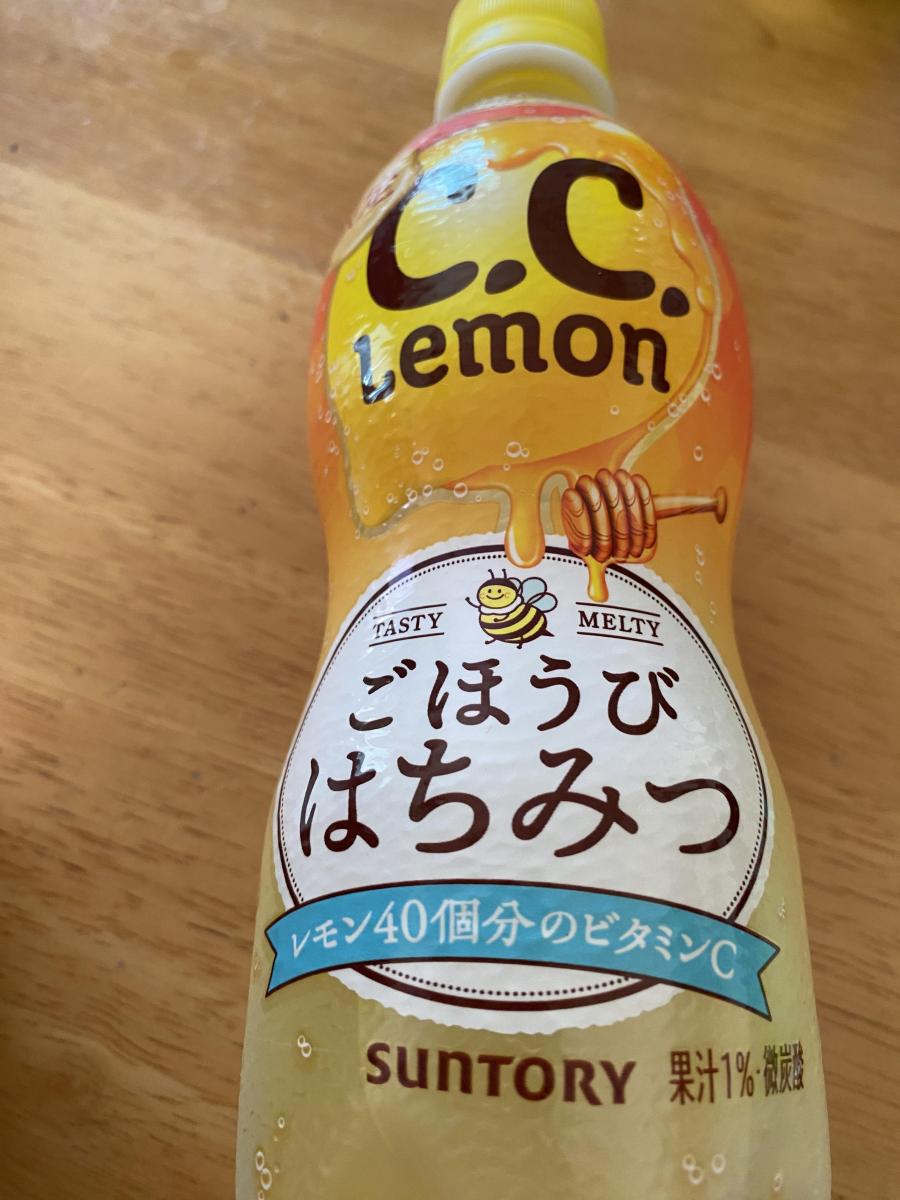 C.C.
Lemon
TASTY MELTY
ごほうび
はちみつ
レモン40個分のビタミンC
SUNTORY 果汁1%·微炭酸